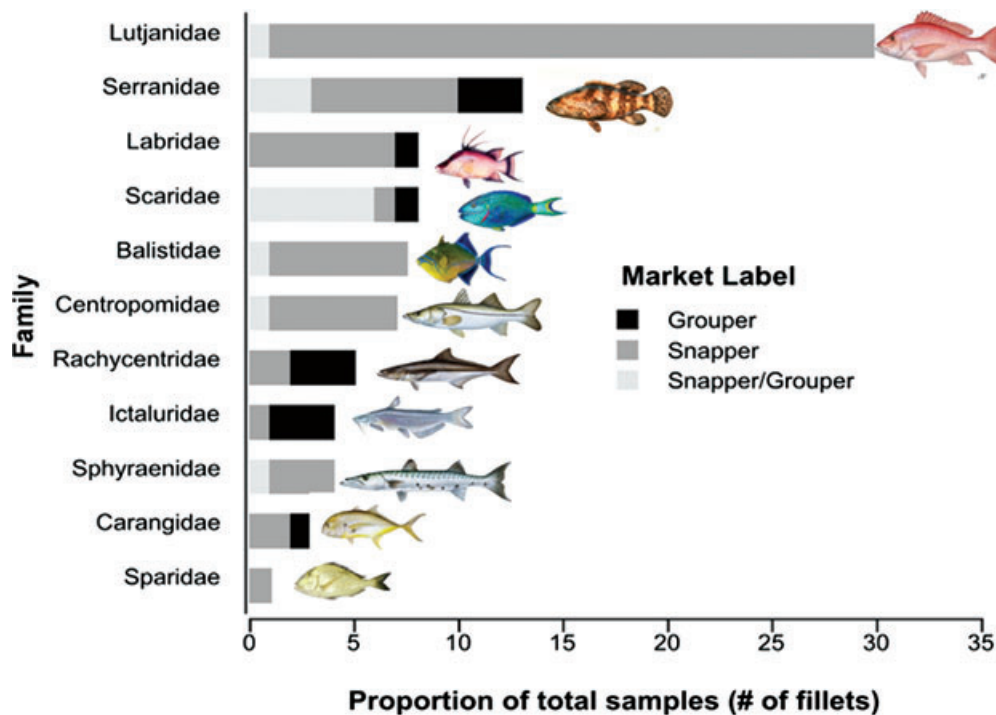 Lutjanidae
Serranidae
Labridae
Scaridae
Balistidae
Centropomidae
Rachycentridae
Ictaluridae
Sphyraenidae
Carangidae
Sparidae
Family
Market Label
Grouper
Snapper
Snapper/Grouper
0 5 10 15 20 25 30 35
Proportion of total samples (# of fillets)